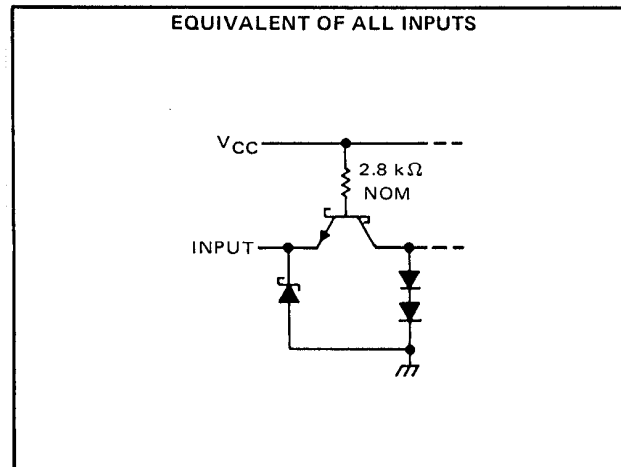 EQUIVALENT OF ALL INPUTS
VCC
2.8 kΩ
NOM
INPUT